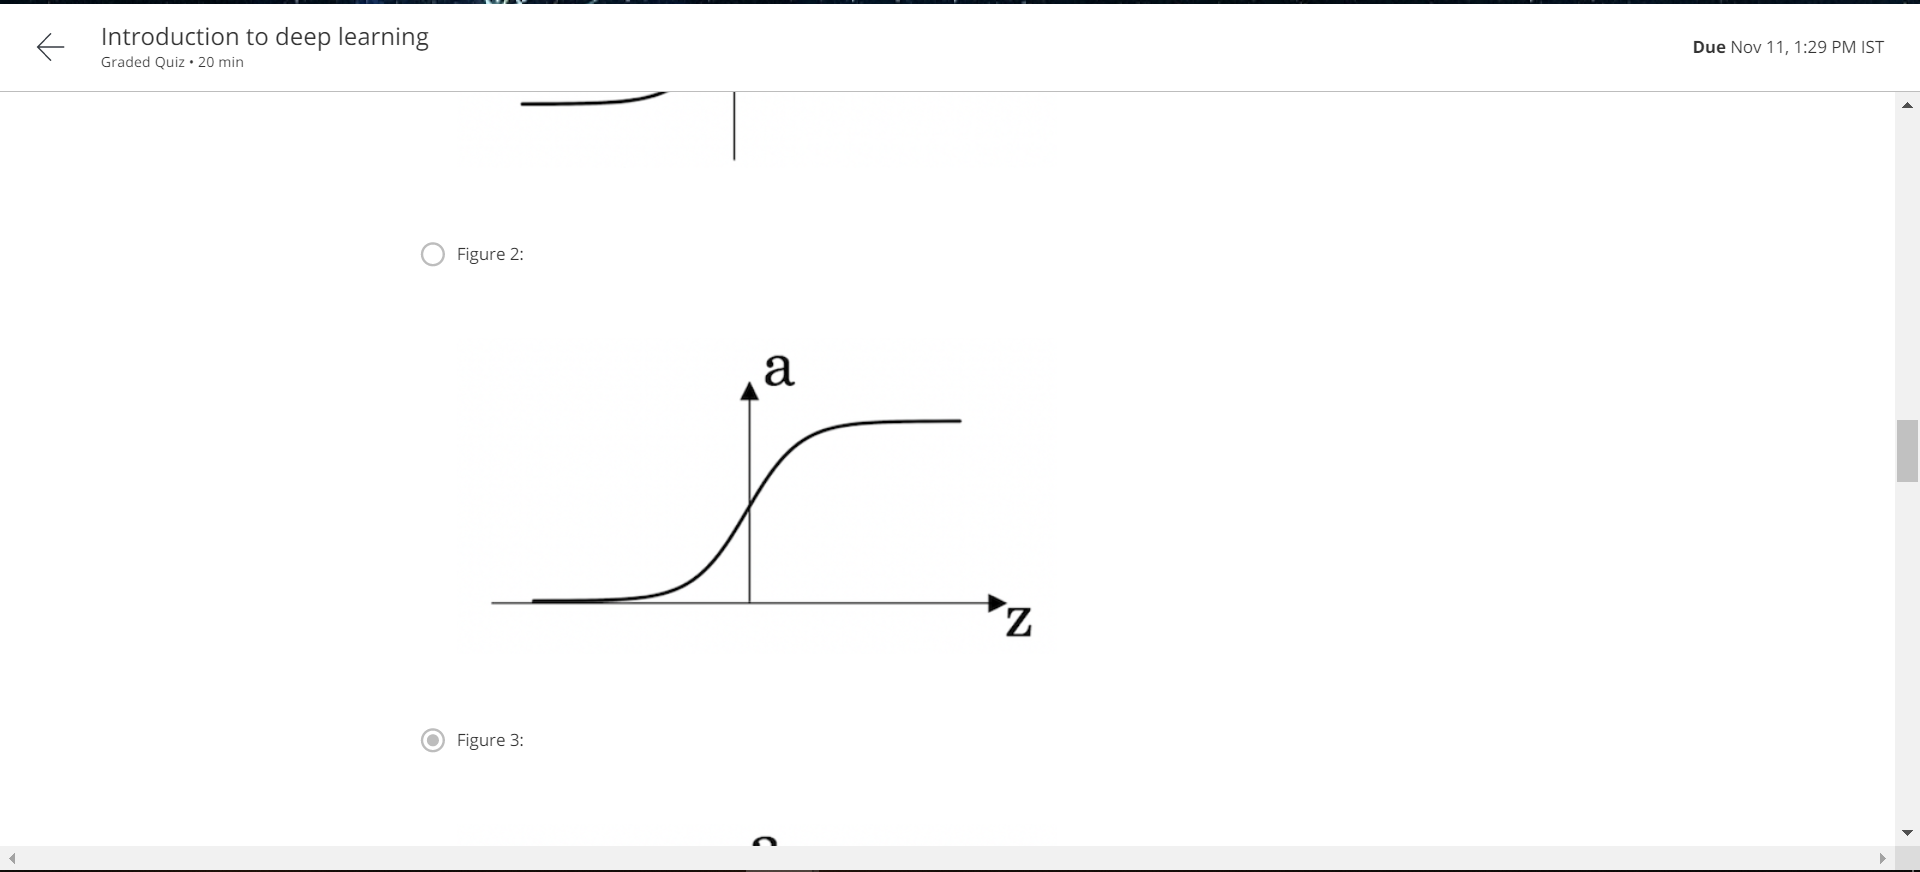 Introduction to deep learning
Graded Quiz • 20 min
Due Nov 11, 1:29 PM IST
Figure 2:
a
z
Figure 3: